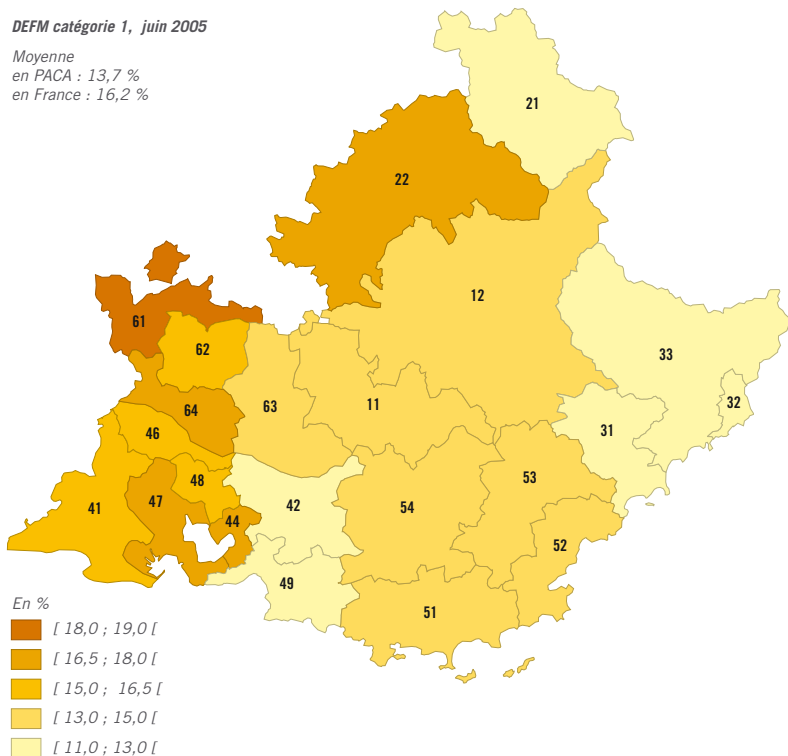 DEFM catégorie 1, juin 2005
Moyenne
en PACA : 13,7 %
en France : 16,2 %
21
22
12
61
62
33
32
63
11
64
31
46
53
48
47
41
42
54
44
52
49
51
En %
[ 18,0 ; 19,0 [
[ 16,5 ; 18,0 [
[ 15,0 ; 16,5 [
[ 13,0 ; 15,0 [
[ 11,0 ; 13,0 [